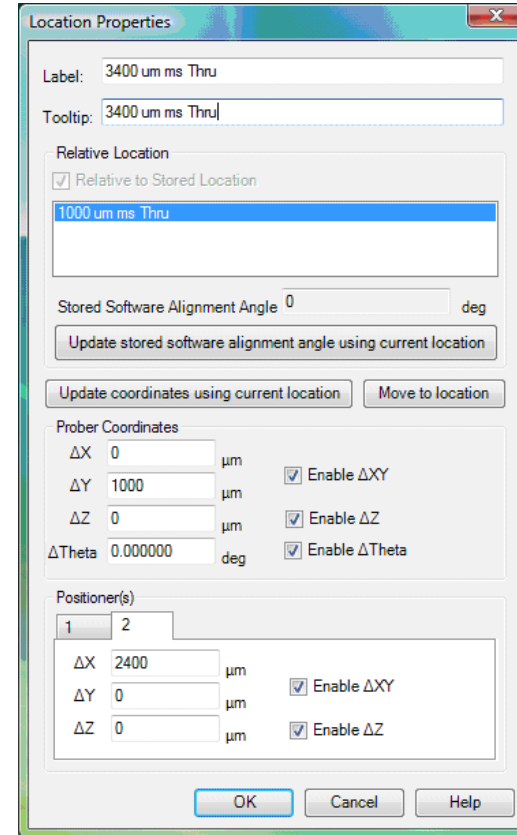 Location Properties
Label: 3400 um ms Thru
Tooltip: 3400 um ms Thru
Relative Location
Relative to Stored Location
1000 um ms Thru
Stored Software Alignment Angle 0 deg
Update stored software alignment angle using current location
Update coordinates using current location Move to location
Prober Coordinates
ΔX 0 µm
Enable ΔXY
ΔY 1000 µm
ΔZ 0 µm Enable ΔZ
ΔTheta 0.000000 deg Enable ΔTheta
Positioner(s)
1 2
ΔX 2400 µm
Enable ΔXY
ΔY 0 µm
ΔZ 0 µm Enable ΔZ
OK Cancel Help